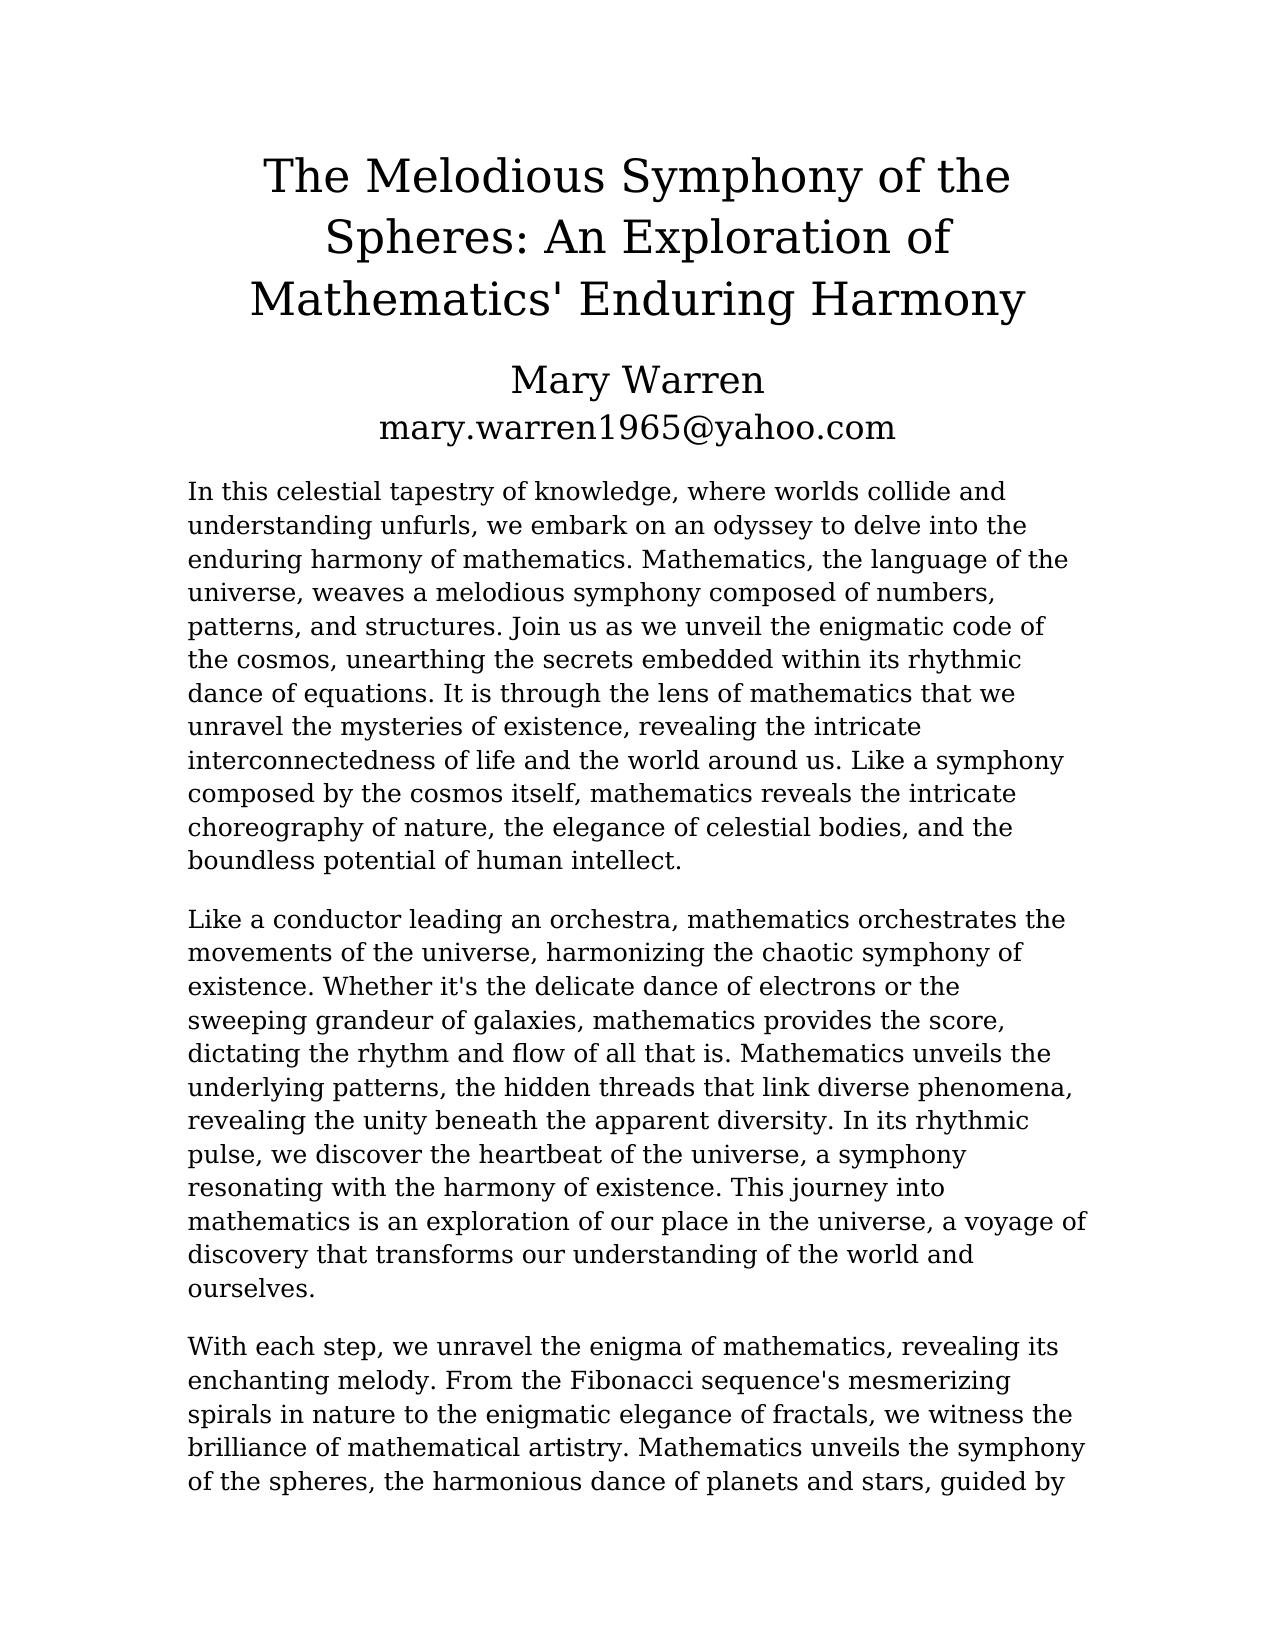 The Melodious Symphony of the
Spheres: An Exploration of
Mathematics' Enduring Harmony
Mary Warren
mary.warren1965@yahoo.com
In this celestial tapestry of knowledge, where worlds collide and
understanding unfurls, we embark on an odyssey to delve into the
enduring harmony of mathematics. Mathematics, the language of the
universe, weaves a melodious symphony composed of numbers,
patterns, and structures. Join us as we unveil the enigmatic code of
the cosmos, unearthing the secrets embedded within its rhythmic
dance of equations. It is through the lens of mathematics that we
unravel the mysteries of existence, revealing the intricate
interconnectedness of life and the world around us. Like a symphony
composed by the cosmos itself, mathematics reveals the intricate
choreography of nature, the elegance of celestial bodies, and the
boundless potential of human intellect.
Like a conductor leading an orchestra, mathematics orchestrates the
movements of the universe, harmonizing the chaotic symphony of
existence. Whether it's the delicate dance of electrons or the
sweeping grandeur of galaxies, mathematics provides the score,
dictating the rhythm and flow of all that is. Mathematics unveils the
underlying patterns, the hidden threads that link diverse phenomena,
revealing the unity beneath the apparent diversity. In its rhythmic
pulse, we discover the heartbeat of the universe, a symphony
resonating with the harmony of existence. This journey into
mathematics is an exploration of our place in the universe, a voyage of
discovery that transforms our understanding of the world and
ourselves.
With each step, we unravel the enigma of mathematics, revealing its
enchanting melody. From the Fibonacci sequence's mesmerizing
spirals in nature to the enigmatic elegance of fractals, we witness the
brilliance of mathematical artistry. Mathematics unveils the symphony
of the spheres, the harmonious dance of planets and stars, guided by